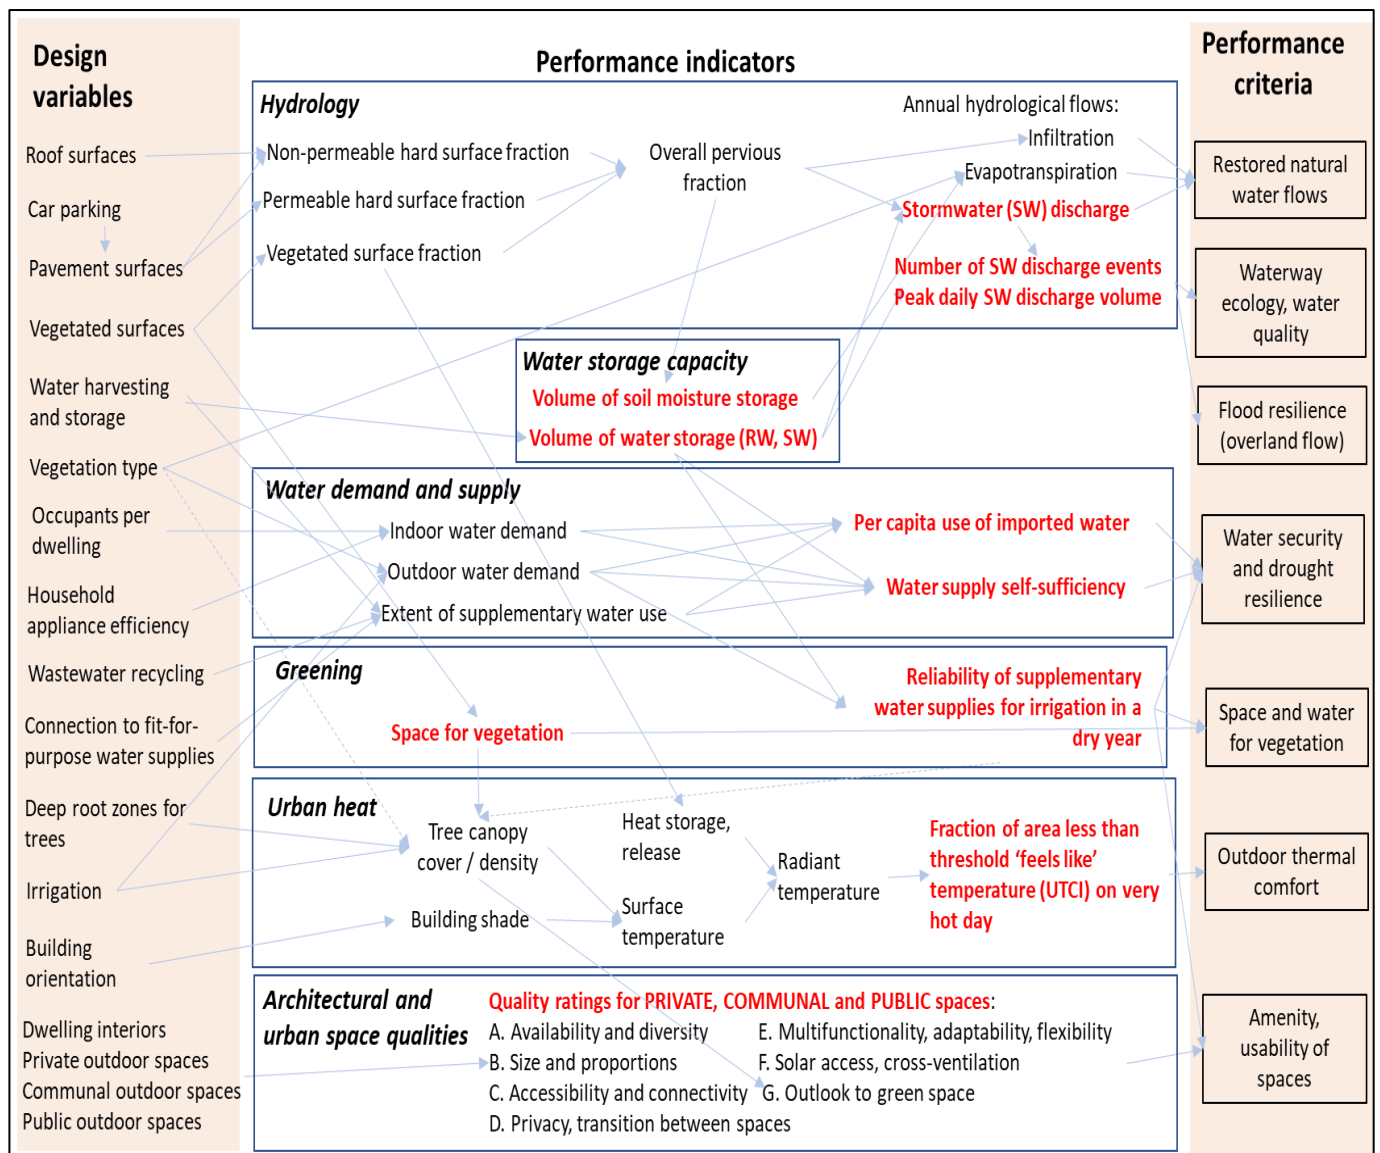 Design
variables
Roof surfaces
Car parking
Pavement surfaces
Vegetated surfaces
Water harvesting
and storage
Vegetation type
Occupants per
dwelling
Household
appliance efficiency
Wastewater recycling
Connection to fit-for-
purpose water supplies
Deep root zones for
trees
Irrigation
Building
orientation
Dwelling interiors
Private outdoor spaces
Communal outdoor spaces
Public outdoor spaces
Performance indicators
Hydrology
Non-permeable hard surface fraction
Permeable hard surface fraction
Vegetated surface fraction
Overall pervious
fraction
Annual hydrological flows:
Infiltration
Evapotranspiration
Stormwater (SW) discharge
Number of SW discharge events
Peak daily SW discharge volume
Water storage capacity
Volume of soil moisture storage
Volume of water storage (RW, SW)
Water demand and supply
Indoor water demand
Outdoor water demand
Extent of supplementary water use
Per capita use of imported water
Water supply self-sufficiency
Greening
Space for vegetation
Reliability of supplementary
water supplies for irrigation in a
dry year
Urban heat
Tree canopy
cover / density
Building shade
Heat storage,
release
Surface
temperature
Radiant
temperature
Fraction of area less than
threshold ‘feels like’
temperature (UTCI) on very
hot day
Architectural and
urban space qualities
Quality ratings for PRIVATE, COMMUNAL and PUBLIC spaces:
A. Availability and diversity
B. Size and proportions
C. Accessibility and connectivity
D. Privacy, transition between spaces
E. Multifunctionality, adaptability, flexibility
F. Solar access, cross-ventilation
G. Outlook to green space
Performance
criteria
Restored natural
water flows
Waterway
ecology, water
quality
Flood resilience
(overland flow)
Water security
and drought
resilience
Space and water
for vegetation
Outdoor thermal
comfort
Amenity,
usability of
spaces